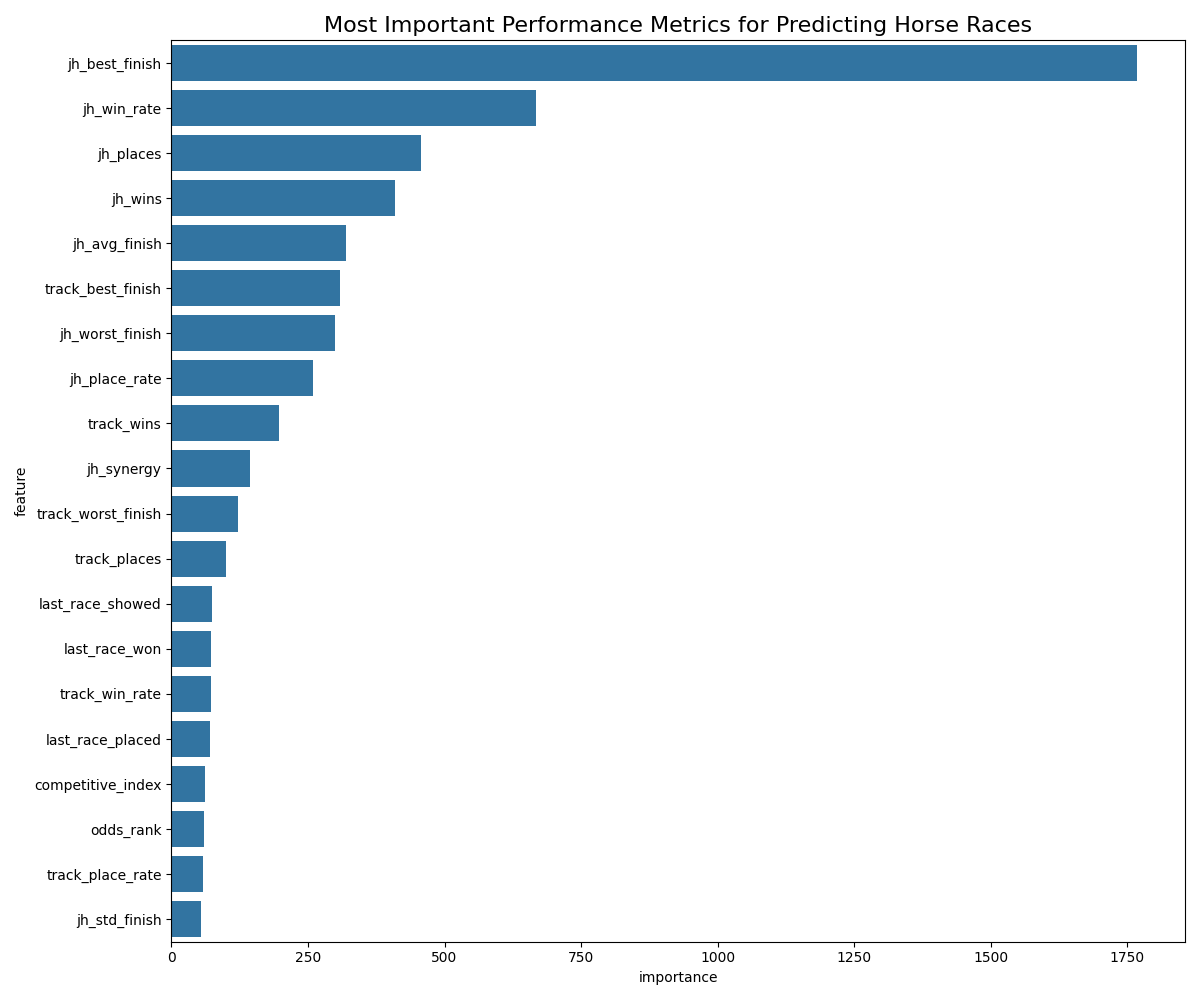 Most Important Performance Metrics for Predicting Horse Races
jh_best_finish
jh_win_rate
jh_places
jh_wins
jh_avg_finish
track_best_finish
jh_worst_finish
jh_place_rate
track_wins
jh_synergy
track_worst_finish
track_places
last_race_showed
last_race_won
track_win_rate
last_race_placed
competitive_index
odds_rank
track_place_rate
jh_std_finish
feature
0 250 500 750 1000 1250 1500 1750
importance